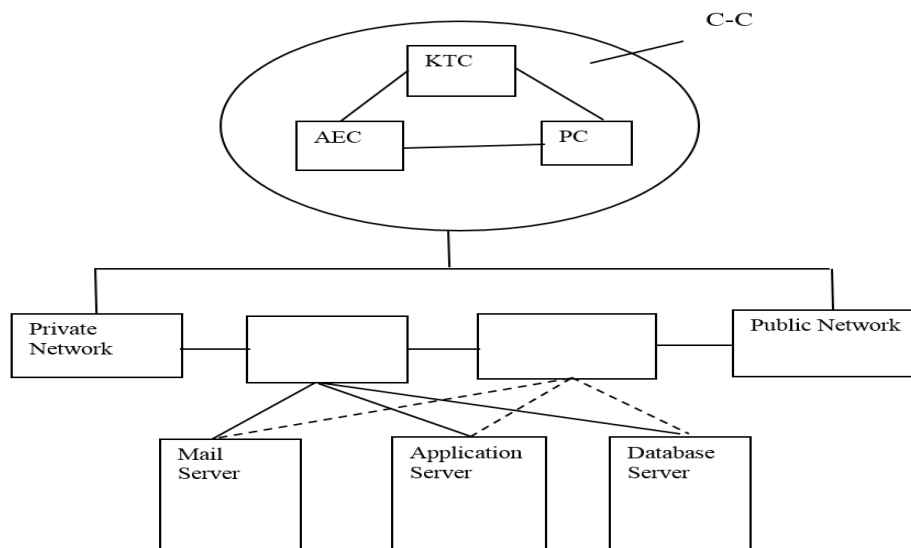 C-C
KTC
AEC
PC
Private
Network
Public Network
Mail
Server
Application
Server
Database
Server